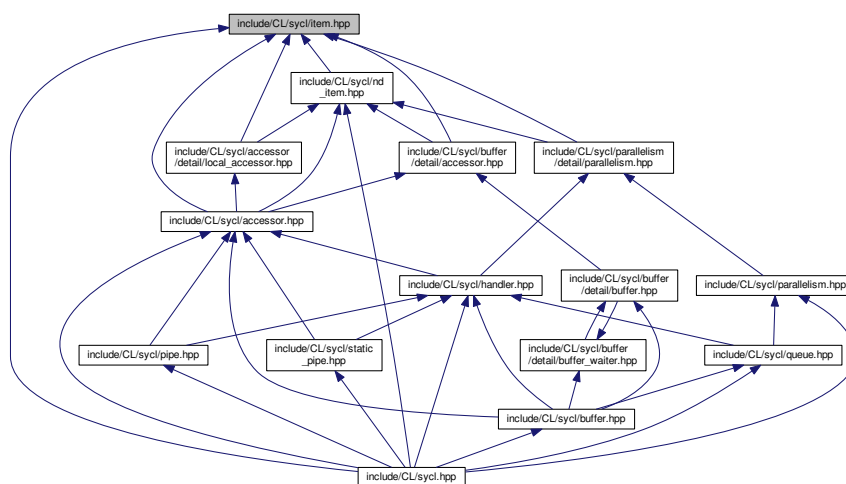 include/CL/sycl/item.hpp
include/CL/sycl/nd
_item.hpp
include/CL/sycl/accessor
/detail/local_accessor.hpp
include/CL/sycl/buffer
/detail/accessor.hpp
include/CL/sycl/parallelism
/detail/parallelism.hpp
include/CL/sycl/accessor.hpp
include/CL/sycl/handler.hpp
include/CL/sycl/buffer
/detail/buffer.hpp
include/CL/sycl/parallelism.hpp
include/CL/sycl/pipe.hpp
include/CL/sycl/static
_pipe.hpp
include/CL/sycl/buffer
/detail/buffer_waiter.hpp
include/CL/sycl/queue.hpp
include/CL/sycl/buffer.hpp
include/CL/sycl.hpp